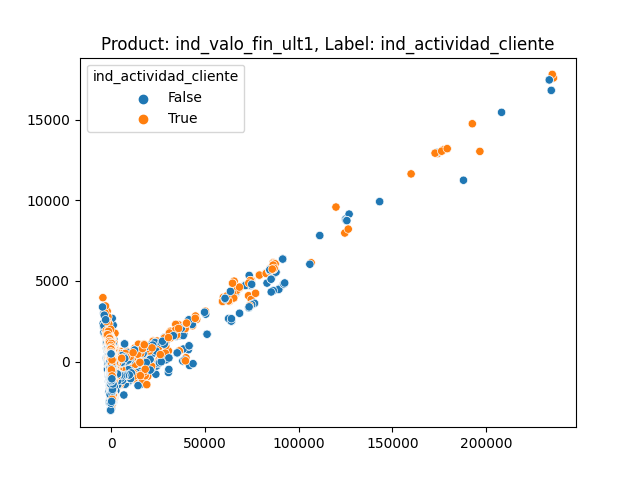 Product: ind_valo_fin_ult1, Label: ind_actividad_cliente
ind_actividad_cliente
False
True
15000
10000
5000
0
0 50000 100000 150000 200000